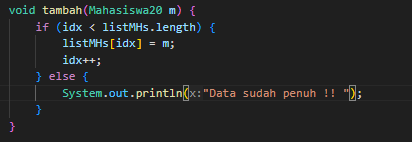 void tambah(Mahasiswa20 m) {
if (idx < listMHs.length) {
listMHs[idx] = m;
idx++;
} else {
System.out.println(x:"Data sudah penuh !! ");
}
}